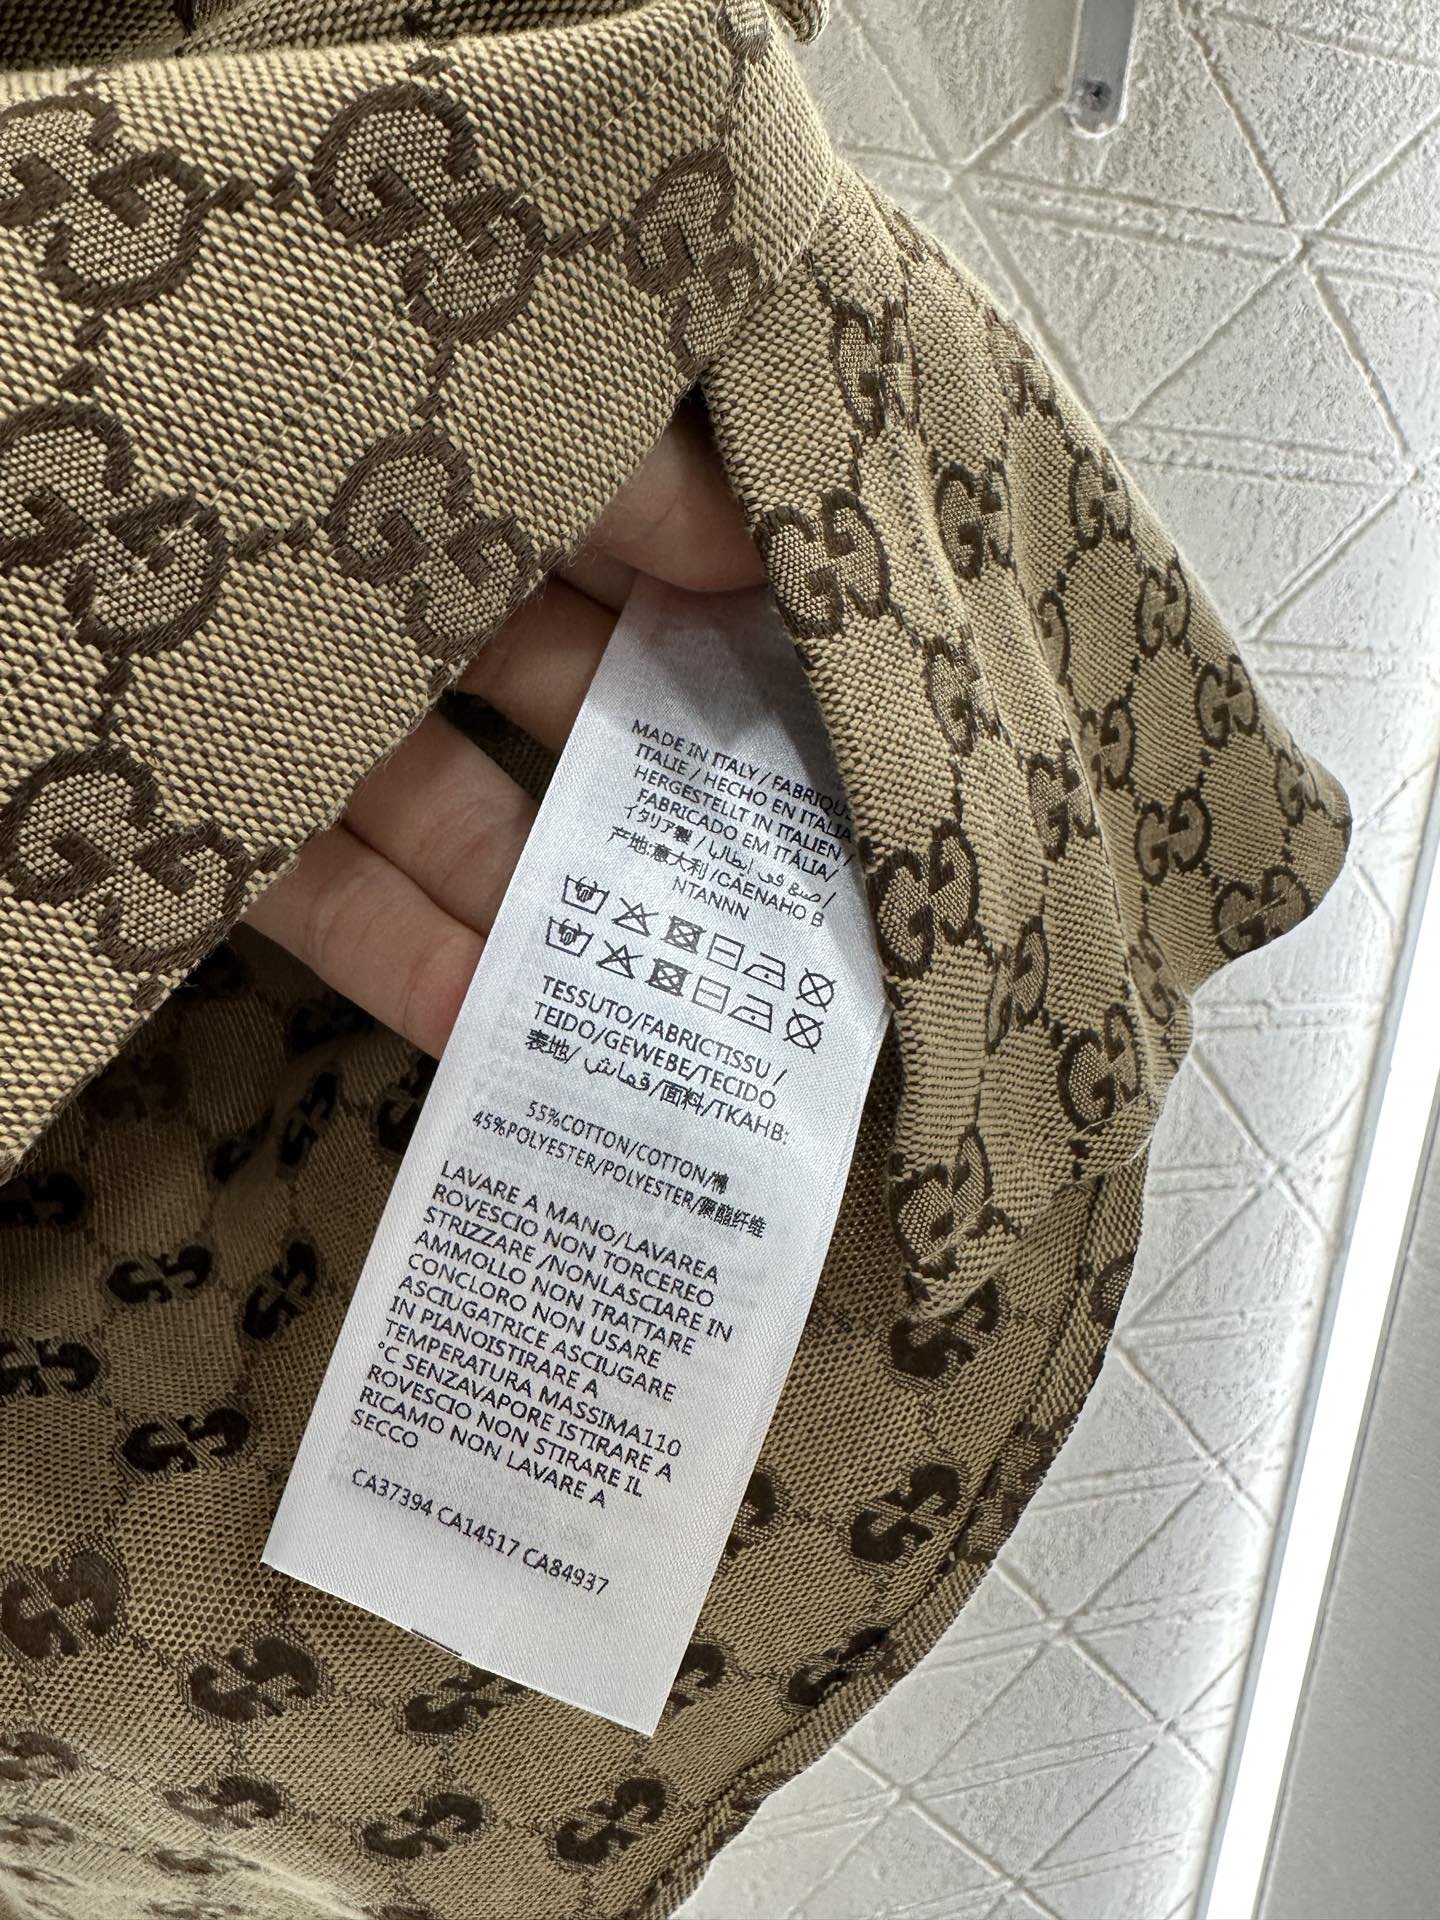 MADE IN ITALY / FABRIQU
ITALIE / HECHO EN ITALIA
HERGESTELLT IN ITALIEN /
FABRICADO EM ITÁLIA/
イタリア製 / صنع في إيطاليا /
产地:意大利 /CAENAHO B
NTANNN
TESSUTO/FABRICTISSU /
TEIDO/GEWEBE/TECIDO
表地/ قماش/面料/TKAHB:
55%COTTON/COTTON/棉
45%POLYESTER/POLYESTER/聚酯纤维
LAVARE A MANO/LAVAREA
ROVESCIO NON TORCEREO
STRIZZARE /NONLASCIARE IN
AMMOLLO NON TRATTARE
CONCLORO NON USARE
ASCIUGATRICE ASCIUGARE
IN PIANOISTIRARE A
TEMPERATURA MASSIMA110
°C SENZAVAPORE ISTIRARE A
ROVESCIO NON STIRARE IL
RICAMO NON LAVARE A
SECCO
CA37394 CA14517 CA84937